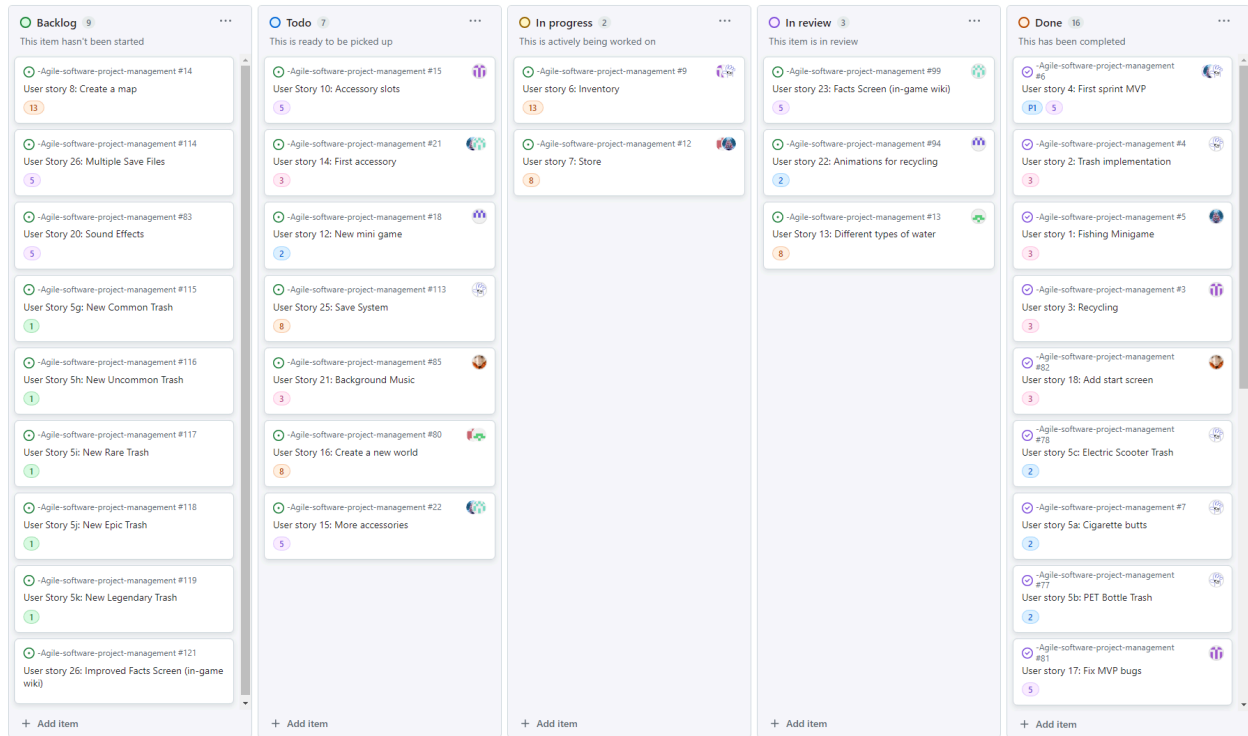 Backlog 9 ...
This item hasn't been started
-Agile-software-project-management #14
User story 8: Create a map
13
-Agile-software-project-management #114
User Story 26: Multiple Save Files
5
-Agile-software-project-management #83
User Story 20: Sound Effects
5
-Agile-software-project-management #115
User Story 5g: New Common Trash
1
-Agile-software-project-management #116
User Story 5h: New Uncommon Trash
1
-Agile-software-project-management #117
User Story 5i: New Rare Trash
1
-Agile-software-project-management #118
User Story 5j: New Epic Trash
1
-Agile-software-project-management #119
User Story 5k: New Legendary Trash
1
-Agile-software-project-management #121
User story 26: Improved Facts Screen (in-game
wiki)
+ Add item
Todo 7 ...
This is ready to be picked up
-Agile-software-project-management #15
User Story 10: Accessory slots
5
-Agile-software-project-management #21
User story 14: First accessory
3
-Agile-software-project-management #18
User story 12: New mini game
2
-Agile-software-project-management #113
User Story 25: Save System
8
-Agile-software-project-management #85
User Story 21: Background Music
3
-Agile-software-project-management #80
User Story 16: Create a new world
8
-Agile-software-project-management #22
User story 15: More accessories
5
+ Add item
In progress 2 ...
This is actively being worked on
-Agile-software-project-management #9
User story 6: Inventory
13
-Agile-software-project-management #12
User story 7: Store
8
+ Add item
In review 3 ...
This item is in review
-Agile-software-project-management #99
User story 23: Facts Screen (in-game wiki)
5
-Agile-software-project-management #94
User story 22: Animations for recycling
2
-Agile-software-project-management #13
User Story 13: Different types of water
8
+ Add item
Done 16 ...
This has been completed
-Agile-software-project-management
#6
User story 4: First sprint MVP
P1 5
-Agile-software-project-management #4
User story 2: Trash implementation
3
-Agile-software-project-management #5
User story 1: Fishing Minigame
3
-Agile-software-project-management #3
User story 3: Recycling
3
-Agile-software-project-management
#82
User story 18: Add start screen
3
-Agile-software-project-management
#78
User story 5c: Electric Scooter Trash
2
-Agile-software-project-management #7
User story 5a: Cigarette butts
2
-Agile-software-project-management
#77
User story 5b: PET Bottle Trash
2
-Agile-software-project-management
#81
User story 17: Fix MVP bugs
5
+ Add item